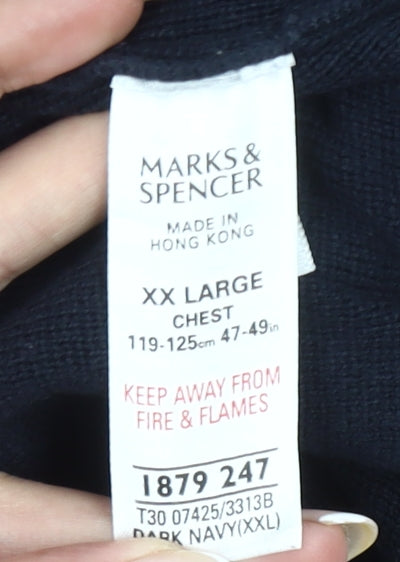 MARKS &
SPENCER
MADE IN
HONG KONG
XX LARGE
CHEST
119-125cm 47-49in
KEEP AWAY FROM
FIRE & FLAMES
1879 247
T30 07425/3313B
DARK NAVY(XXL)